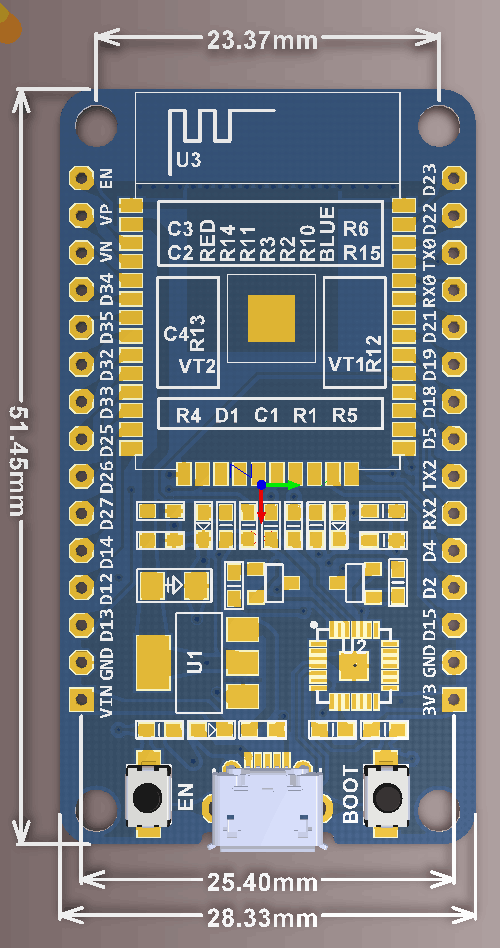 23.37mm
U3
EN
VP
VN
D34
D35
D32
D33
D25
D26
D27
D14
D12
D13
GND
VIN
D23
D22
TX0
RX0
D21
D19
D18
D5
TX2
RX2
D4
D2
D15
GND
3V3
C3
C2
RED
R14
R11
R3
R2
R10
BLUE
R6
R15
C4
R13
VT2
VT1
R12
R4 D1 C1 R1 R5
51.45mm
U1
EN
BOOT
25.40mm
28.33mm